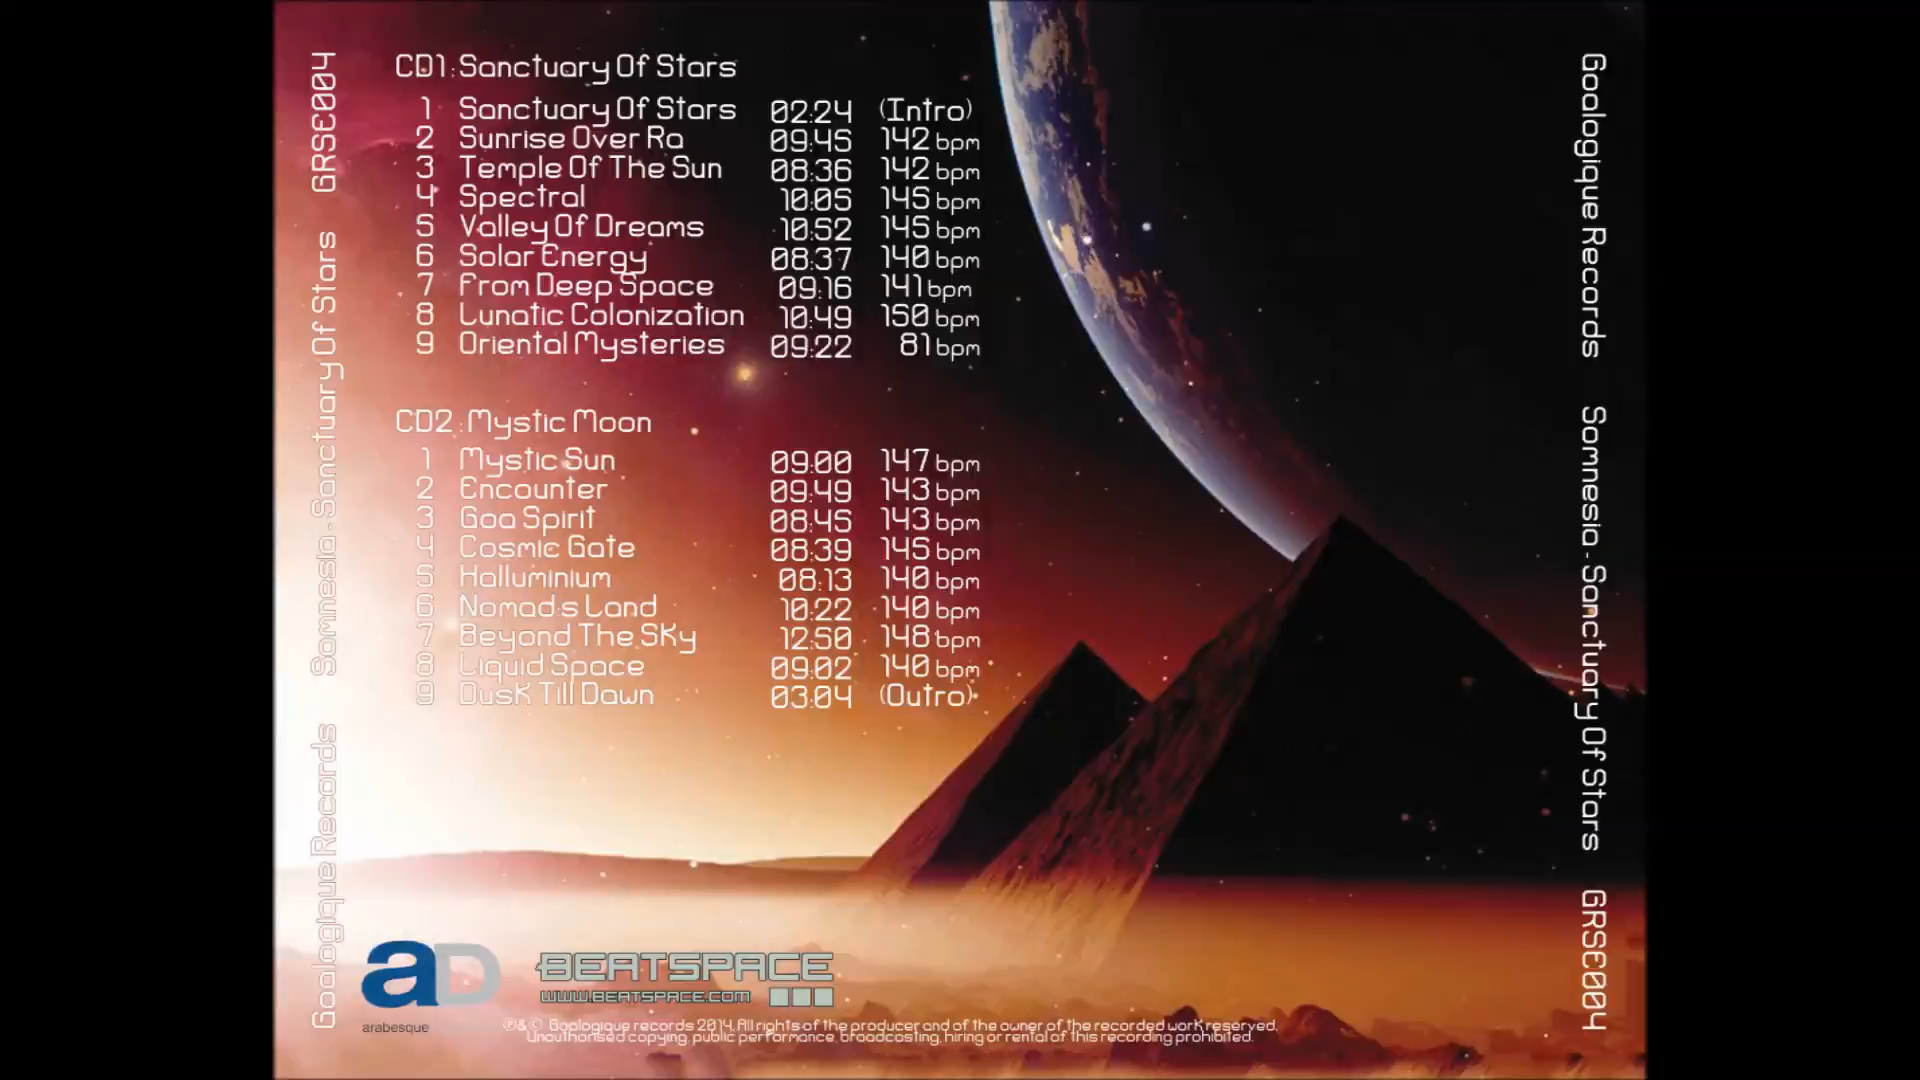 CD1: Sanctuary Of Stars
1 Sanctuary Of Stars 02:24 (Intro)
2 Sunrise Over Ra 09:45 142 bpm
3 Temple Of The Sun 08:36 142 bpm
4 Spectral 10:05 145 bpm
5 Valley Of Dreams 10:52 145 bpm
6 Solar Energy 08:37 140 bpm
7 From Deep Space 09:16 141 bpm
8 Lunatic Colonization 10:49 150 bpm
9 Oriental Mysteries 09:22 81 bpm
CD2: Mystic Moon
1 Mystic Sun 09:00 147 bpm
2 Encounter 09:49 143 bpm
3 Goa Spirit 08:45 143 bpm
4 Cosmic Gate 08:39 145 bpm
5 Halluminium 08:13 140 bpm
6 Nomad's Land 10:22 140 bpm
7 Beyond The Sky 12:50 148 bpm
8 Liquid Space 09:02 140 bpm
9 Dusk Till Dawn 03:04 (Outro)
Goalogique Records Somnesia - Sanctuary Of Stars GRSE004
Goalogique Records Somnesia - Sanctuary Of Stars GRSE004
aD
arabesque
BEATSPACE
WWW.BEATSPACE.COM
℗&© Goalogique records 2014. All rights of the producer and of the owner of the recorded work reserved.
Unauthorised copying, public performance, broadcasting, hiring or rental of this recording prohibited.